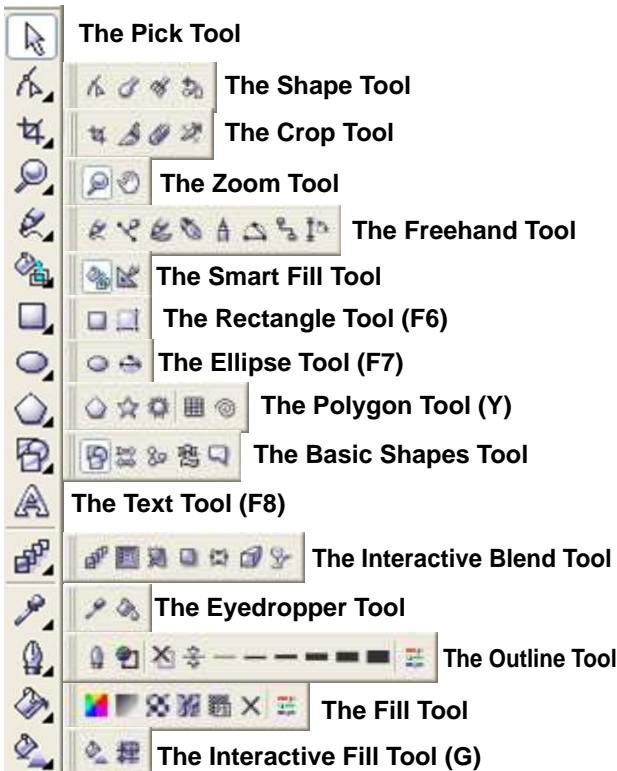 The Pick Tool
The Shape Tool
The Crop Tool
The Zoom Tool
The Freehand Tool
The Smart Fill Tool
The Rectangle Tool (F6)
The Ellipse Tool (F7)
The Polygon Tool (Y)
The Basic Shapes Tool
The Text Tool (F8)
The Interactive Blend Tool
The Eyedropper Tool
The Outline Tool
The Fill Tool
The Interactive Fill Tool (G)